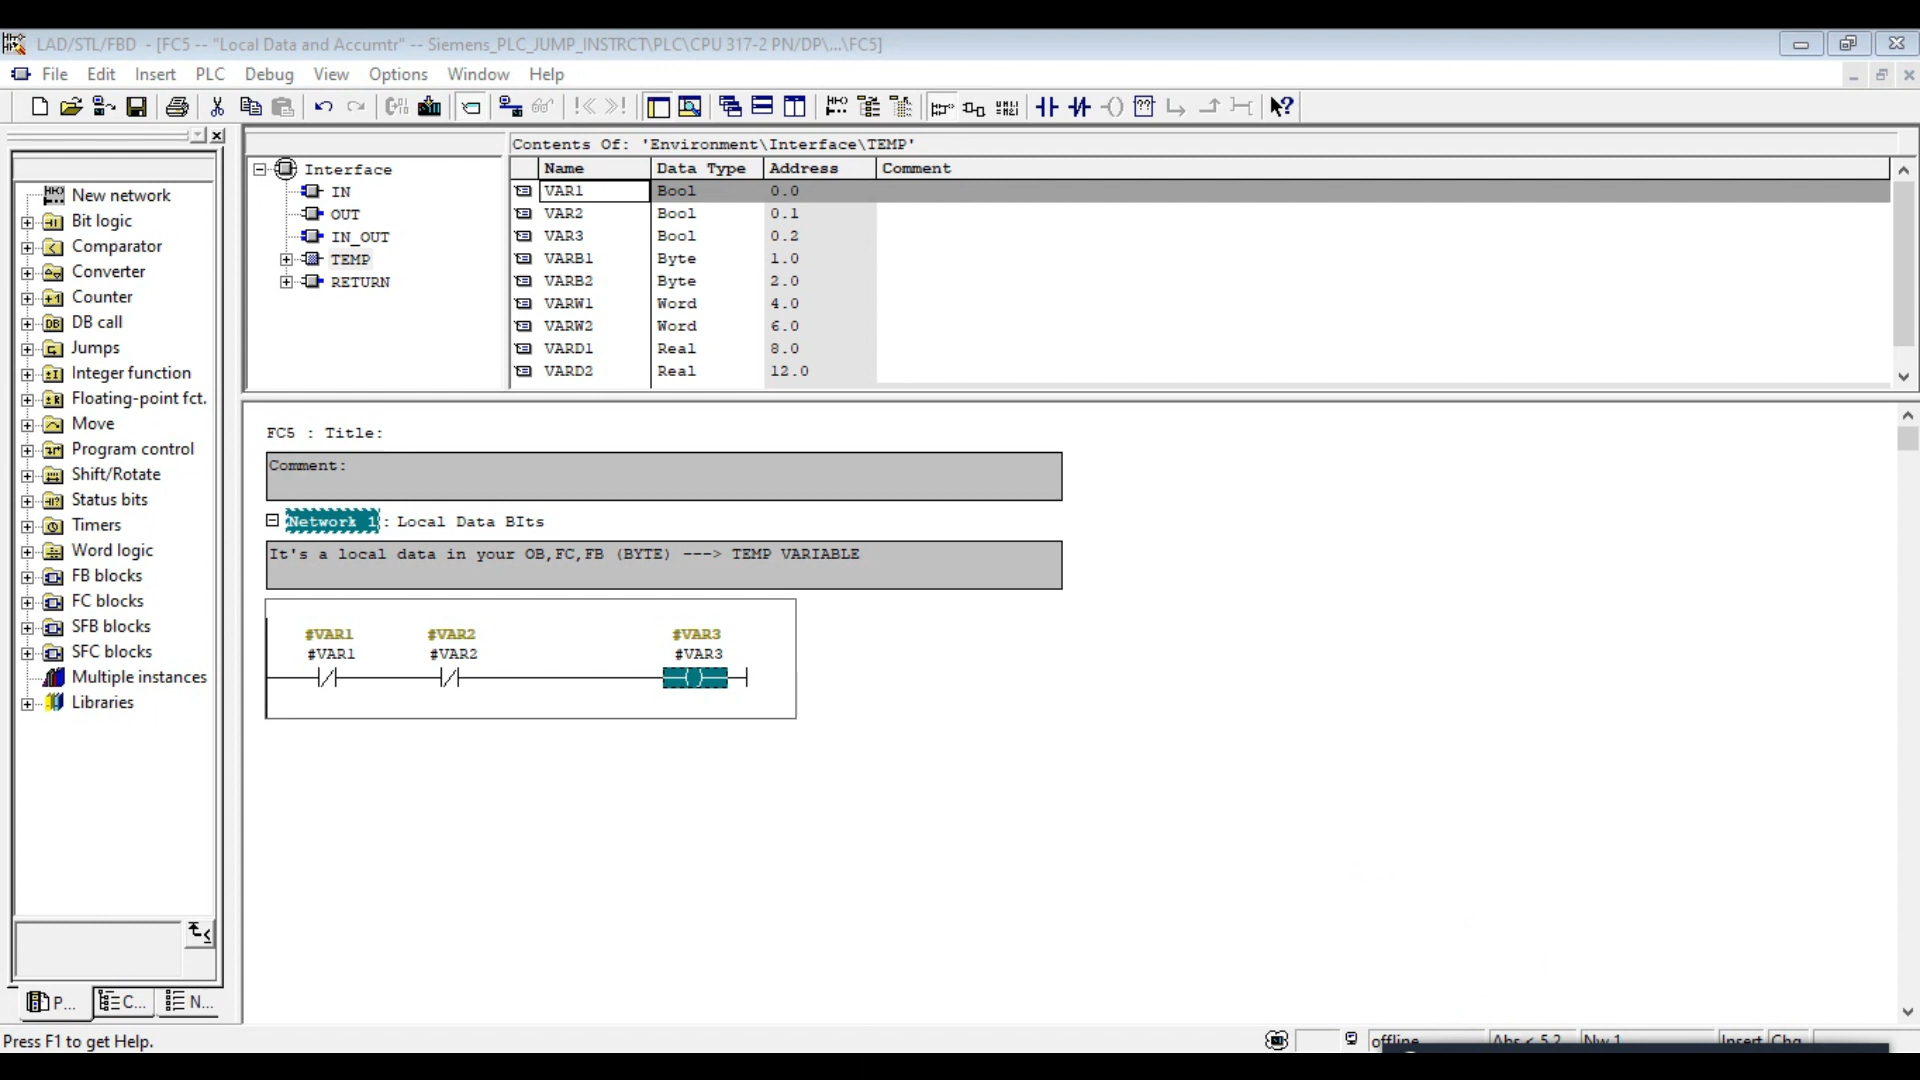 LAD/STL/FBD - [FC5 -- "Local Data and Accumtr" -- Siemens_PLC_JUMP_INSTRCT\PLC\CPU 317-2 PN/DP\...\FC5]
File Edit Insert PLC Debug View Options Window Help
New network
Bit logic
Comparator
Converter
Counter
DB call
Jumps
Integer function
Floating-point fct.
Move
Program control
Shift/Rotate
Status bits
Timers
Word logic
FB blocks
FC blocks
SFB blocks
SFC blocks
Multiple instances
Libraries
P... C... N...
Interface
IN
OUT
IN_OUT
TEMP
RETURN
Contents Of: 'Environment\Interface\TEMP'
Name Data Type Address Comment
VAR1 Bool 0.0
VAR2 Bool 0.1
VAR3 Bool 0.2
VARB1 Byte 1.0
VARB2 Byte 2.0
VARW1 Word 4.0
VARW2 Word 6.0
VARD1 Real 8.0
VARD2 Real 12.0
FC5 : Title:
Comment:
Network 1: Local Data BIts
It's a local data in your OB,FC,FB (BYTE) ---> TEMP VARIABLE
#VAR1 #VAR2 #VAR3
#VAR1 #VAR2 #VAR3
Press F1 to get Help.
offline Abs < 5.2 Nw 1 Insert Chg